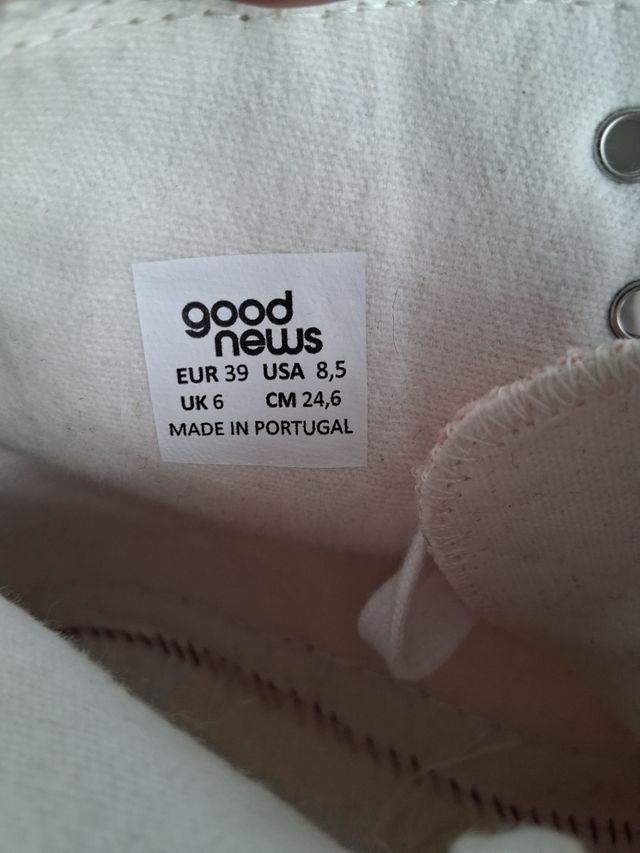 good
news
EUR 39 USA 8,5
UK 6 CM 24,6
MADE IN PORTUGAL